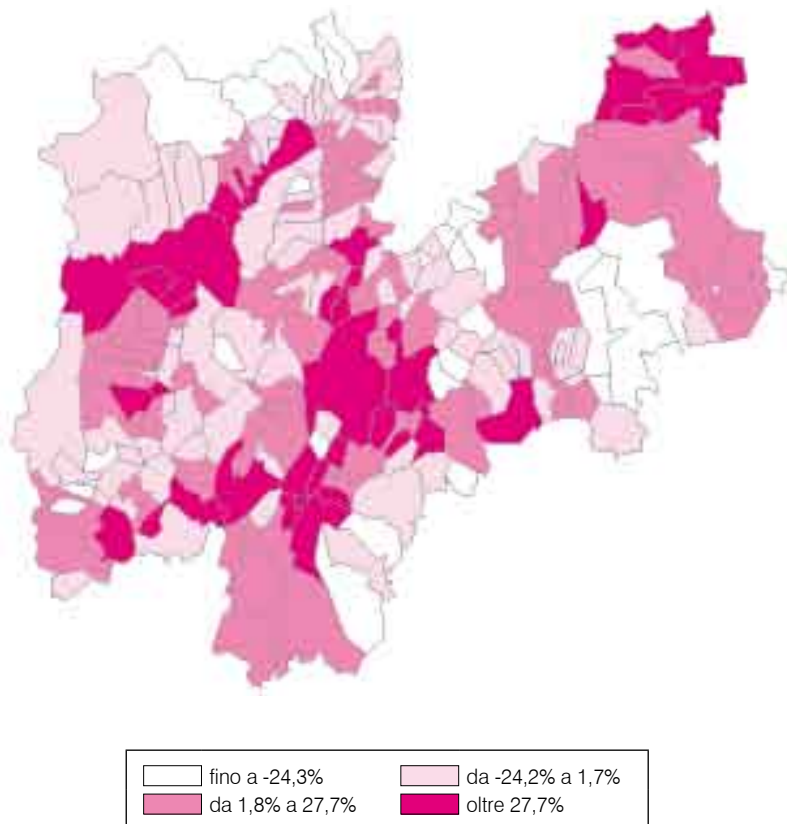 fino a -24,3% da -24,2% a 1,7%
da 1,8% a 27,7% oltre 27,7%